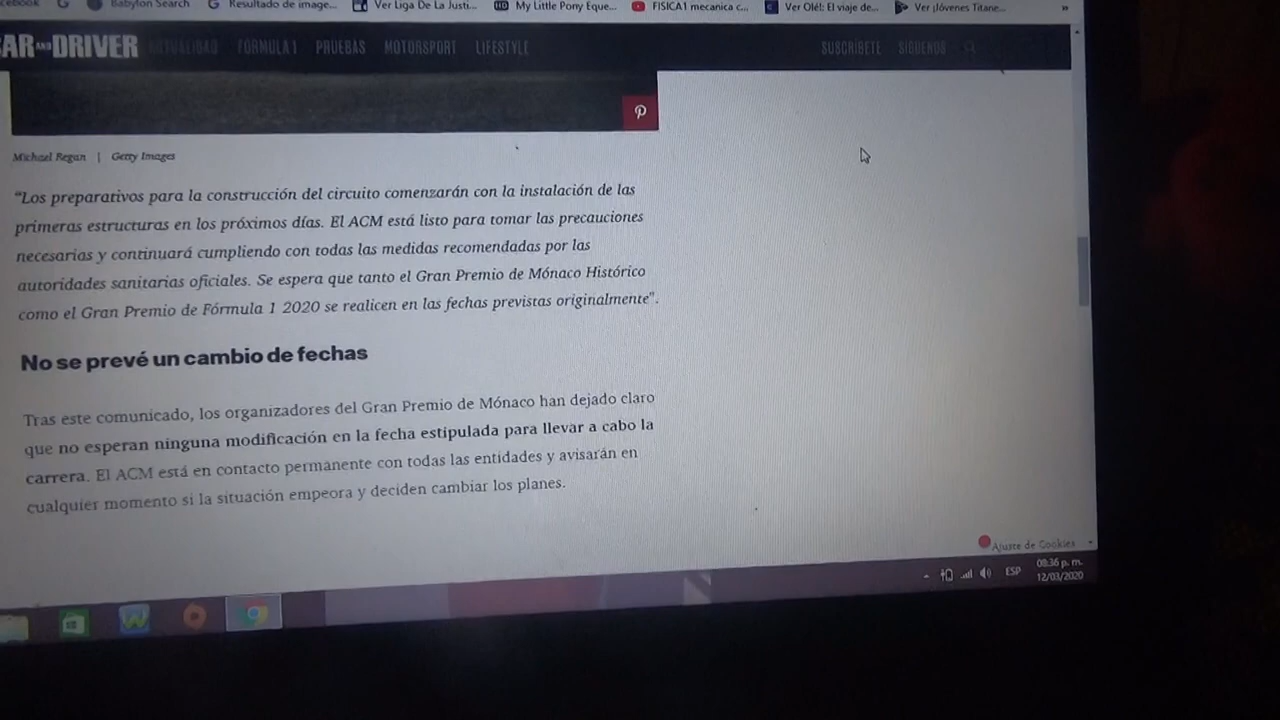 Babylon Search
Resultado de image...
Ver Liga De La Justi...
My Little Pony Eque...
FISICA1 mecanica c...
Ver Olé!: El viaje de...
Ver ¡Jóvenes Titane...
»
AR AND DRIVER
ACTUALIDAD
FÓRMULA 1
PRUEBAS
MOTORSPORT
LIFESTYLE
SUSCRÍBETE
SÍGUENOS
Michael Regan | Getty Images
“Los preparativos para la construcción del circuito comenzarán con la instalación de las
primeras estructuras en los próximos días. El ACM está listo para tomar las precauciones
necesarias y continuará cumpliendo con todas las medidas recomendadas por las
autoridades sanitarias oficiales. Se espera que tanto el Gran Premio de Mónaco Histórico
como el Gran Premio de Fórmula 1 2020 se realicen en las fechas previstas originalmente”.
No se prevé un cambio de fechas
Tras este comunicado, los organizadores del Gran Premio de Mónaco han dejado claro
que no esperan ninguna modificación en la fecha estipulada para llevar a cabo la
carrera. El ACM está en contacto permanente con todas las entidades y avisarán en
cualquier momento si la situación empeora y deciden cambiar los planes.
Ajuste de Cookies
ESP
08:36 p. m.
12/03/2020